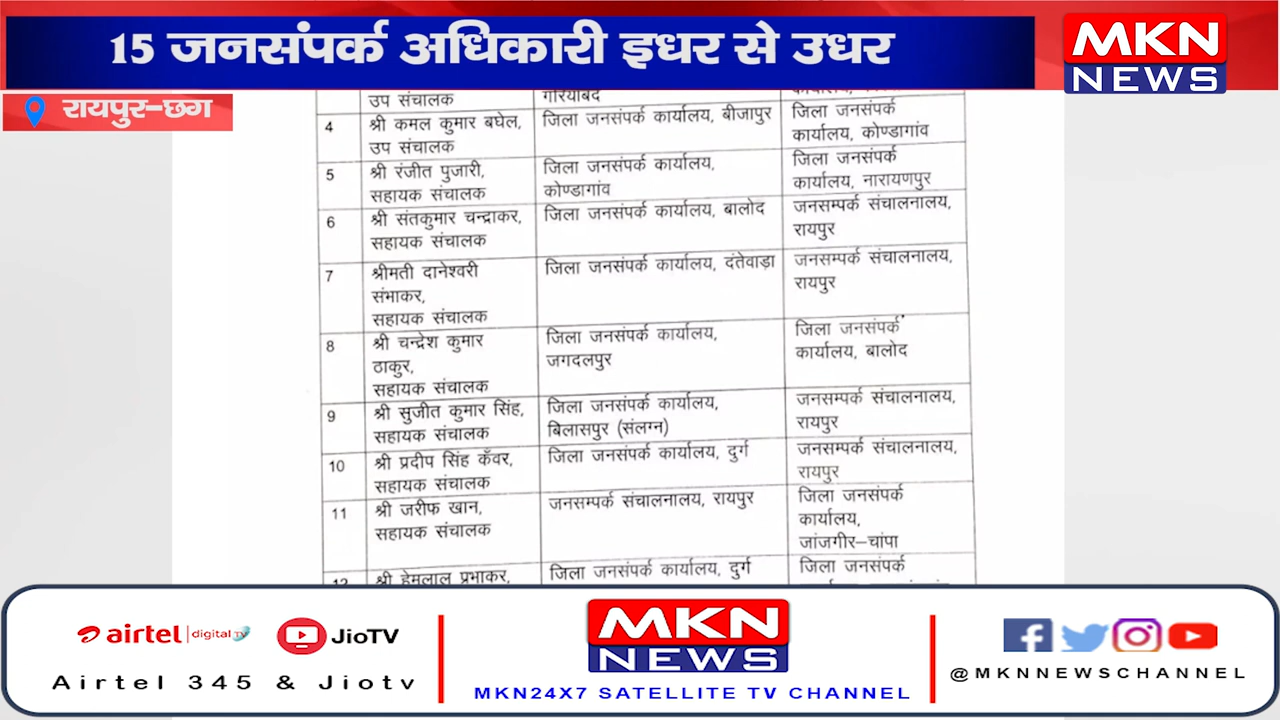 15 जनसंपर्क अधिकारी इधर से उधर
MKN
NEWS
रायपुर-छग
उप संचालक
गरियाबंद
4
श्री कमल कुमार बघेल,
उप संचालक
जिला जनसंपर्क कार्यालय, बीजापुर
जिला जनसंपर्क
कार्यालय, कोण्डागांव
5
श्री रंजीत पुजारी,
सहायक संचालक
जिला जनसंपर्क कार्यालय,
कोण्डागांव
जिला जनसंपर्क
कार्यालय, नारायणपुर
6
श्री संतकुमार चन्द्राकर,
सहायक संचालक
जिला जनसंपर्क कार्यालय, बालोद
जनसम्पर्क संचालनालय,
रायपुर
7
श्रीमती दानेश्वरी
संभाकर,
सहायक संचालक
जिला जनसंपर्क कार्यालय, दंतेवाड़ा
जनसम्पर्क संचालनालय,
रायपुर
8
श्री चन्द्रेश कुमार
ठाकुर,
सहायक संचालक
जिला जनसंपर्क कार्यालय,
जगदलपुर
जिला जनसंपर्क
कार्यालय, बालोद
9
श्री सुजीत कुमार सिंह,
सहायक संचालक
जिला जनसंपर्क कार्यालय,
बिलासपुर (संलग्न)
जनसम्पर्क संचालनालय,
रायपुर
10
श्री प्रदीप सिंह कँवर,
सहायक संचालक
जिला जनसंपर्क कार्यालय, दुर्ग
जनसम्पर्क संचालनालय,
रायपुर
11
श्री जरीफ खान,
सहायक संचालक
जनसम्पर्क संचालनालय, रायपुर
जिला जनसंपर्क
कार्यालय,
जांजगीर-चांपा
12
श्री हेमलाल प्रभाकर,
जिला जनसंपर्क कार्यालय, दुर्ग
जिला जनसंपर्क
airtel digital TV
JioTV
Airtel 345 & Jiotv
MKN
NEWS
MKN24X7 SATELLITE TV CHANNEL
@MKNNEWSCHANNEL